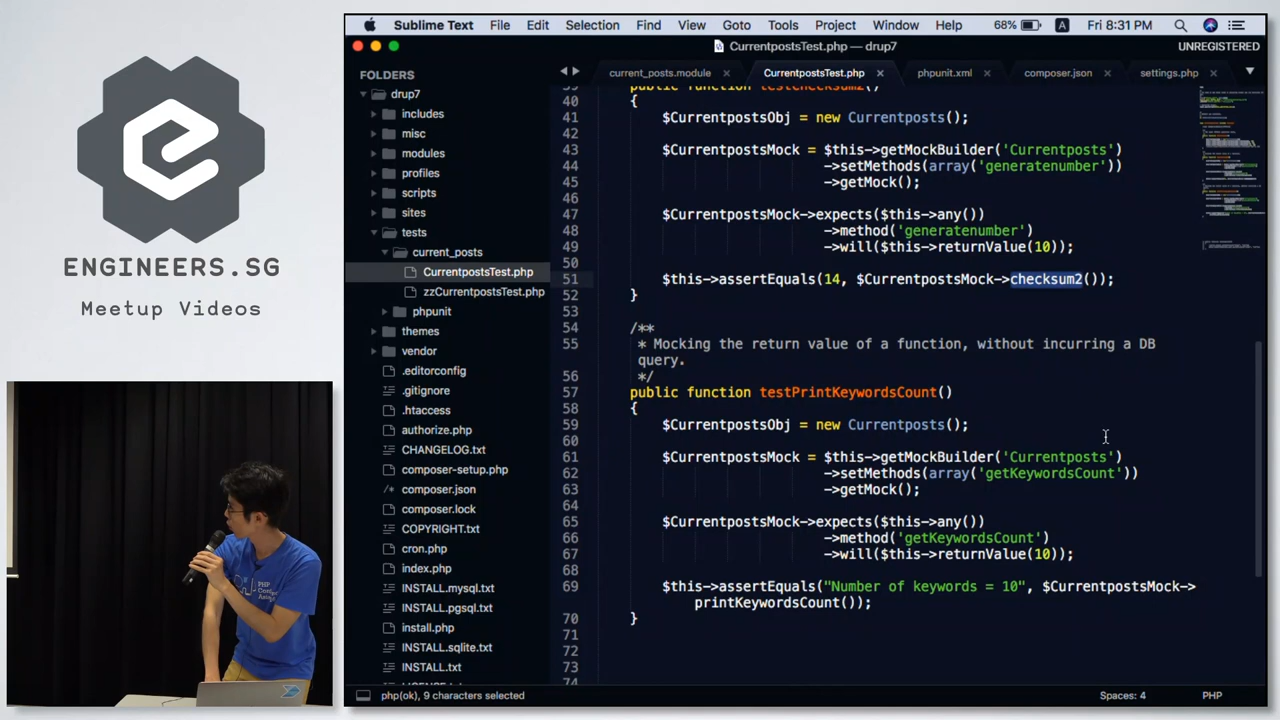 Sublime Text File Edit Selection Find View Goto Tools Project Window Help 68% A Fri 8:31 PM
CurrentpostsTest.php — drup7
UNREGISTERED
FOLDERS
drup7
includes
misc
modules
profiles
scripts
sites
tests
current_posts
CurrentpostsTest.php
zzCurrentpostsTest.php
phpunit
themes
vendor
.editorconfig
.gitignore
.htaccess
authorize.php
CHANGELOG.txt
composer-setup.php
composer.json
composer.lock
COPYRIGHT.txt
cron.php
index.php
INSTALL.mysql.txt
INSTALL.pgsql.txt
install.php
INSTALL.sqlite.txt
INSTALL.txt
current_posts.module CurrentpostsTest.php phpunit.xml composer.json settings.php
39 public function testChecksum2()
40 {
41 $CurrentpostsObj = new Currentposts();
42
43 $CurrentpostsMock = $this->getMockBuilder('Currentposts')
44 ->setMethods(array('generatenumber'))
45 ->getMock();
46
47 $CurrentpostsMock->expects($this->any())
48 ->method('generatenumber')
49 ->will($this->returnValue(10));
50
51 $this->assertEquals(14, $CurrentpostsMock->checksum2());
52 }
53
54 /**
55 * Mocking the return value of a function, without incurring a DB
query.
56 */
57 public function testPrintKeywordsCount()
58 {
59 $CurrentpostsObj = new Currentposts();
60
61 $CurrentpostsMock = $this->getMockBuilder('Currentposts')
62 ->setMethods(array('getKeywordsCount'))
63 ->getMock();
64
65 $CurrentpostsMock->expects($this->any())
66 ->method('getKeywordsCount')
67 ->will($this->returnValue(10));
68
69 $this->assertEquals("Number of keywords = 10", $CurrentpostsMock->
printKeywordsCount());
70 }
71
72
73
74
php(ok), 9 characters selected
Spaces: 4
PHP
ENGINEERS.SG
Meetup Videos
PHP